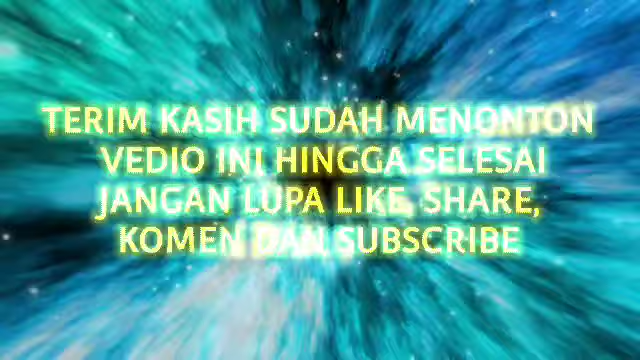 TERIM KASIH SUDAH MENONTON
VEDIO INI HINGGA SELESAI
JANGAN LUPA LIKE, SHARE,
KOMEN DAN SUBSCRIBE